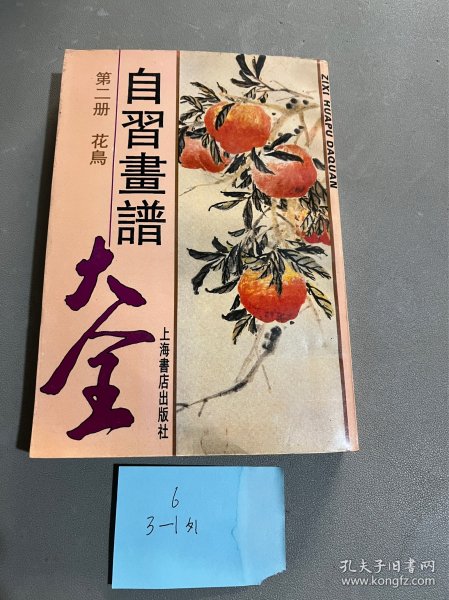 第二册 花鳥
自習畫譜
大全
ZIXI HUAPU DAQUAN
上海書店出版社
6
3-1外
孔夫子旧书网
www.kongfz.com